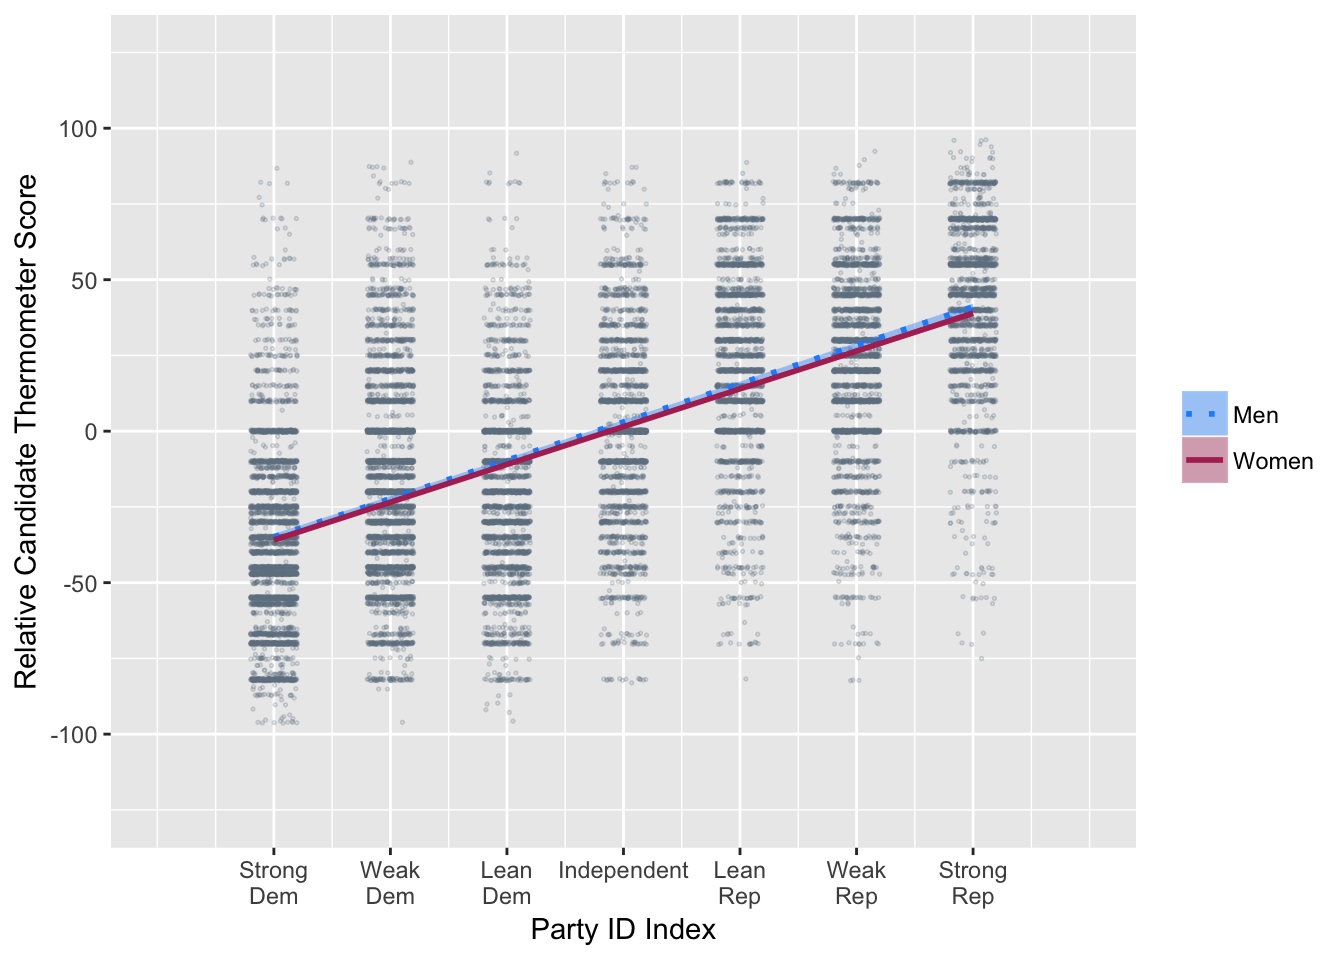 Relative Candidate Thermometer Score
100
50
0
-50
-100
Strong Dem
Weak Dem
Lean Dem
Independent
Lean Rep
Weak Rep
Strong Rep
Party ID Index
Men
Women